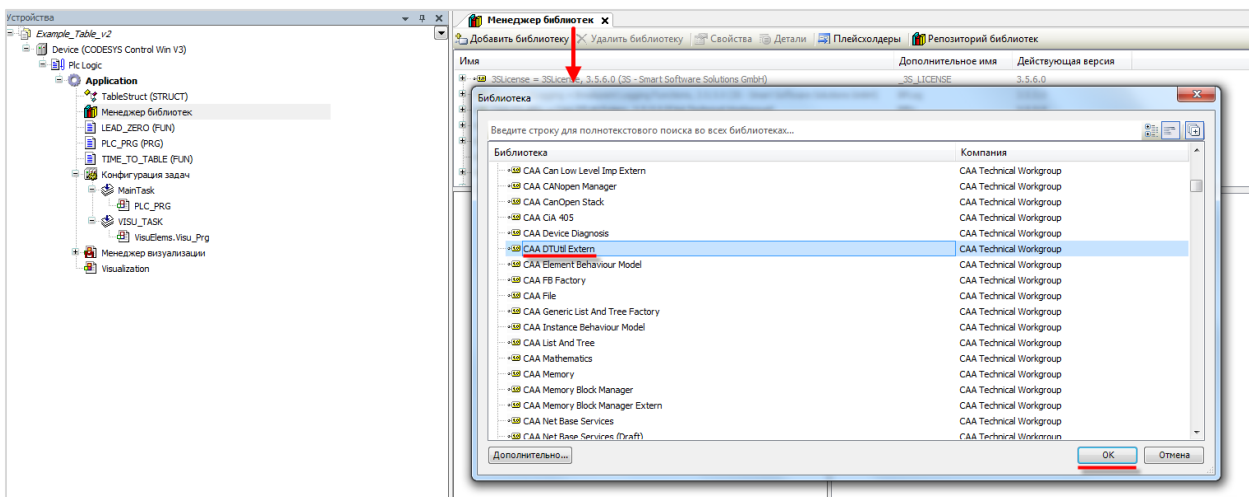 Устройства
Example_Table_v2
Device (CODESYS Control Win V3)
Plc Logic
Application
TableStruct (STRUCT)
Менеджер библиотек
LEAD_ZERO (FUN)
PLC_PRG (PRG)
TIME_TO_TABLE (FUN)
Конфигурация задач
MainTask
PLC_PRG
VISU_TASK
VisuElems.Visu_Prg
Менеджер визуализации
Visualization
Менеджер библиотек
Добавить библиотеку Удалить библиотеку Свойства Детали Плейсхолдеры Репозиторий библиотек
Имя Дополнительное имя Действующая версия
3SLicense = 3SLicense, 3.5.6.0 (3S - Smart Software Solutions GmbH) _3S_LICENSE 3.5.6.0
Библиотека
Введите строку для полнотекстового поиска во всех библиотеках...
Библиотека Компания
CAA Can Low Level Imp Extern CAA Technical Workgroup
CAA CANopen Manager CAA Technical Workgroup
CAA CanOpen Stack CAA Technical Workgroup
CAA CiA 405 CAA Technical Workgroup
CAA Device Diagnosis CAA Technical Workgroup
CAA DTUtil Extern CAA Technical Workgroup
CAA Element Behaviour Model CAA Technical Workgroup
CAA FB Factory CAA Technical Workgroup
CAA File CAA Technical Workgroup
CAA Generic List And Tree Factory CAA Technical Workgroup
CAA Instance Behaviour Model CAA Technical Workgroup
CAA List And Tree CAA Technical Workgroup
CAA Mathematics CAA Technical Workgroup
CAA Memory CAA Technical Workgroup
CAA Memory Block Manager CAA Technical Workgroup
CAA Memory Block Manager Extern CAA Technical Workgroup
CAA Net Base Services CAA Technical Workgroup
CAA Net Base Services (Draft) CAA Technical Workgroup
Дополнительно... OK Отмена